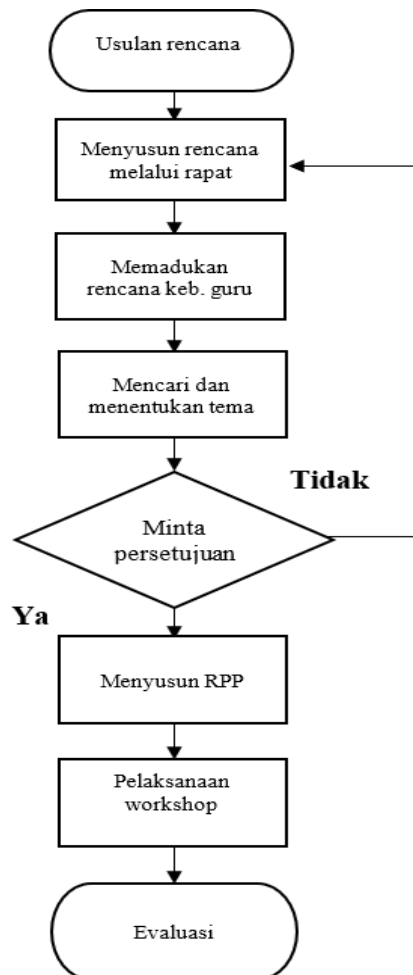 Usulan rencana
Menyusun rencana
melalui rapat
Memadukan
rencana keb. guru
Mencari dan
menentukan tema
Tidak
Minta
persetujuan
Ya
Menyusun RPP
Pelaksanaan
workshop
Evaluasi